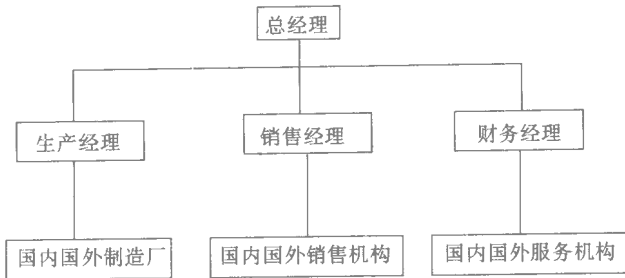 总经理
生产经理
销售经理
财务经理
国内国外制造厂
国内国外销售机构
国内国外服务机构